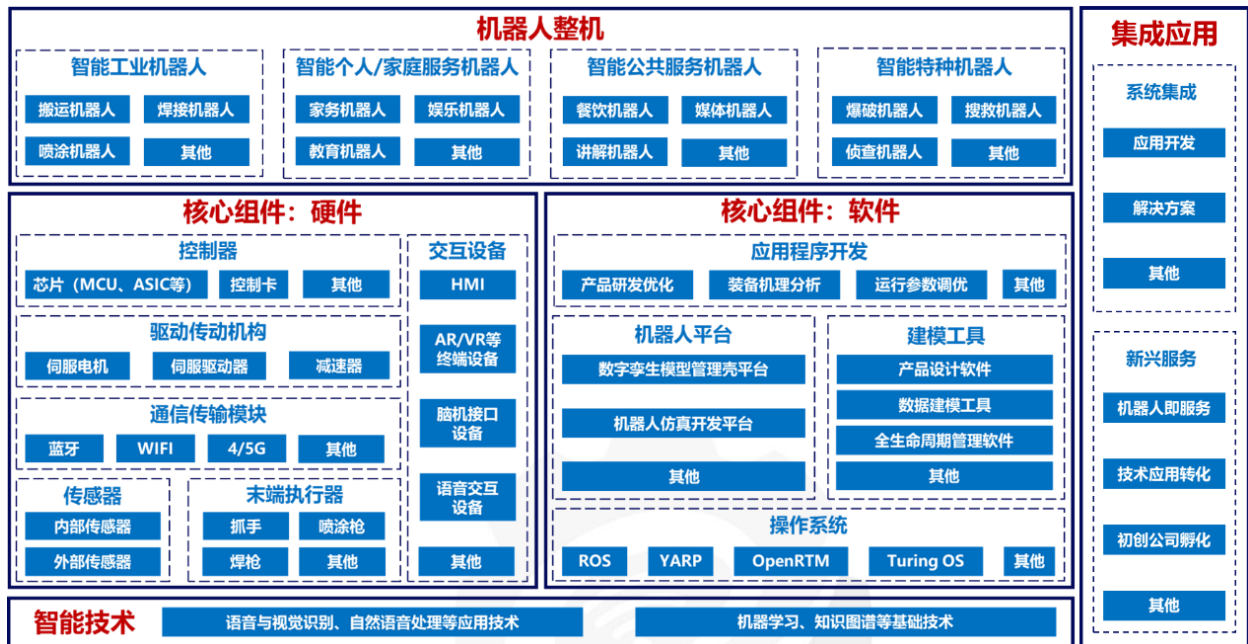 机器人整机
智能工业机器人
搬运机器人 焊接机器人
喷涂机器人 其他
智能个人/家庭服务机器人
家务机器人 娱乐机器人
教育机器人 其他
智能公共服务机器人
餐饮机器人 媒体机器人
讲解机器人 其他
智能特种机器人
爆破机器人 搜救机器人
侦查机器人 其他
核心组件：硬件
控制器
芯片（MCU、ASIC等） 控制卡 其他
驱动传动机构
伺服电机 伺服驱动器 减速器
通信传输模块
蓝牙 WIFI 4/5G 其他
传感器
内部传感器
外部传感器
末端执行器
抓手 喷涂枪
焊枪 其他
交互设备
HMI
AR/VR等
终端设备
脑机接口
设备
语音交互
设备
其他
核心组件：软件
应用程序开发
产品研发优化 装备机理分析 运行参数调优 其他
机器人平台
数字孪生模型管理壳平台
机器人仿真开发平台
其他
建模工具
产品设计软件
数据建模工具
全生命周期管理软件
其他
操作系统
ROS YARP OpenRTM Turing OS 其他
智能技术
语音与视觉识别、自然语音处理等应用技术 机器学习、知识图谱等基础技术
集成应用
系统集成
应用开发
解决方案
其他
新兴服务
机器人即服务
技术应用转化
初创公司孵化
其他